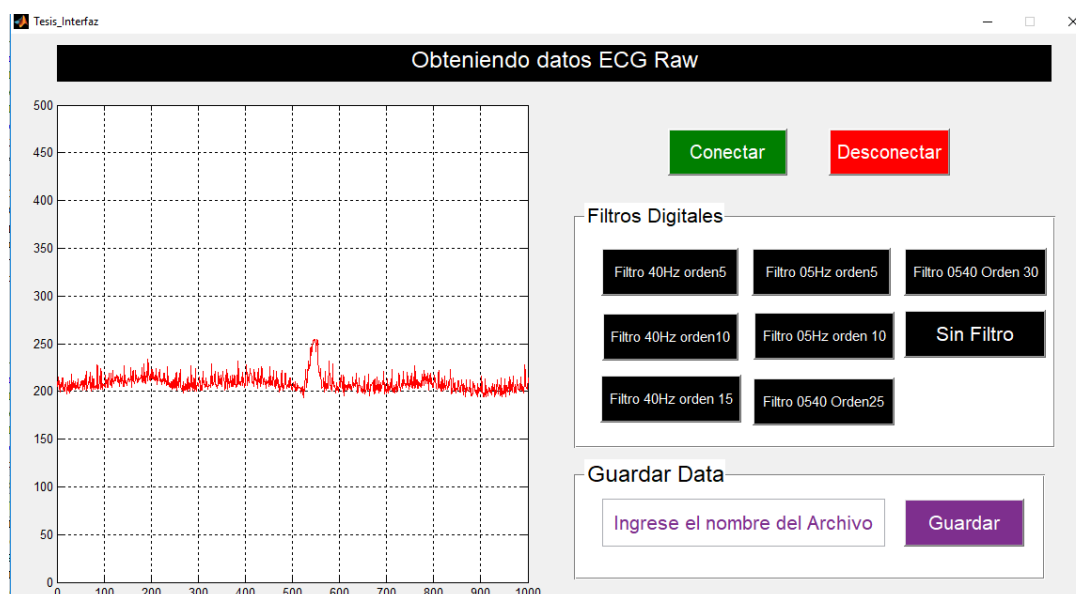 Tesis_Interfaz
Obteniendo datos ECG Raw
500
450
400
350
300
250
200
150
100
50
0
0 100 200 300 400 500 600 700 800 900 1000
Conectar Desconectar
Filtros Digitales
Filtro 40Hz orden5 Filtro 05Hz orden5 Filtro 0540 Orden 30
Filtro 40Hz orden10 Filtro 05Hz orden 10 Sin Filtro
Filtro 40Hz orden 15 Filtro 0540 Orden25
Guardar Data
Ingrese el nombre del Archivo Guardar